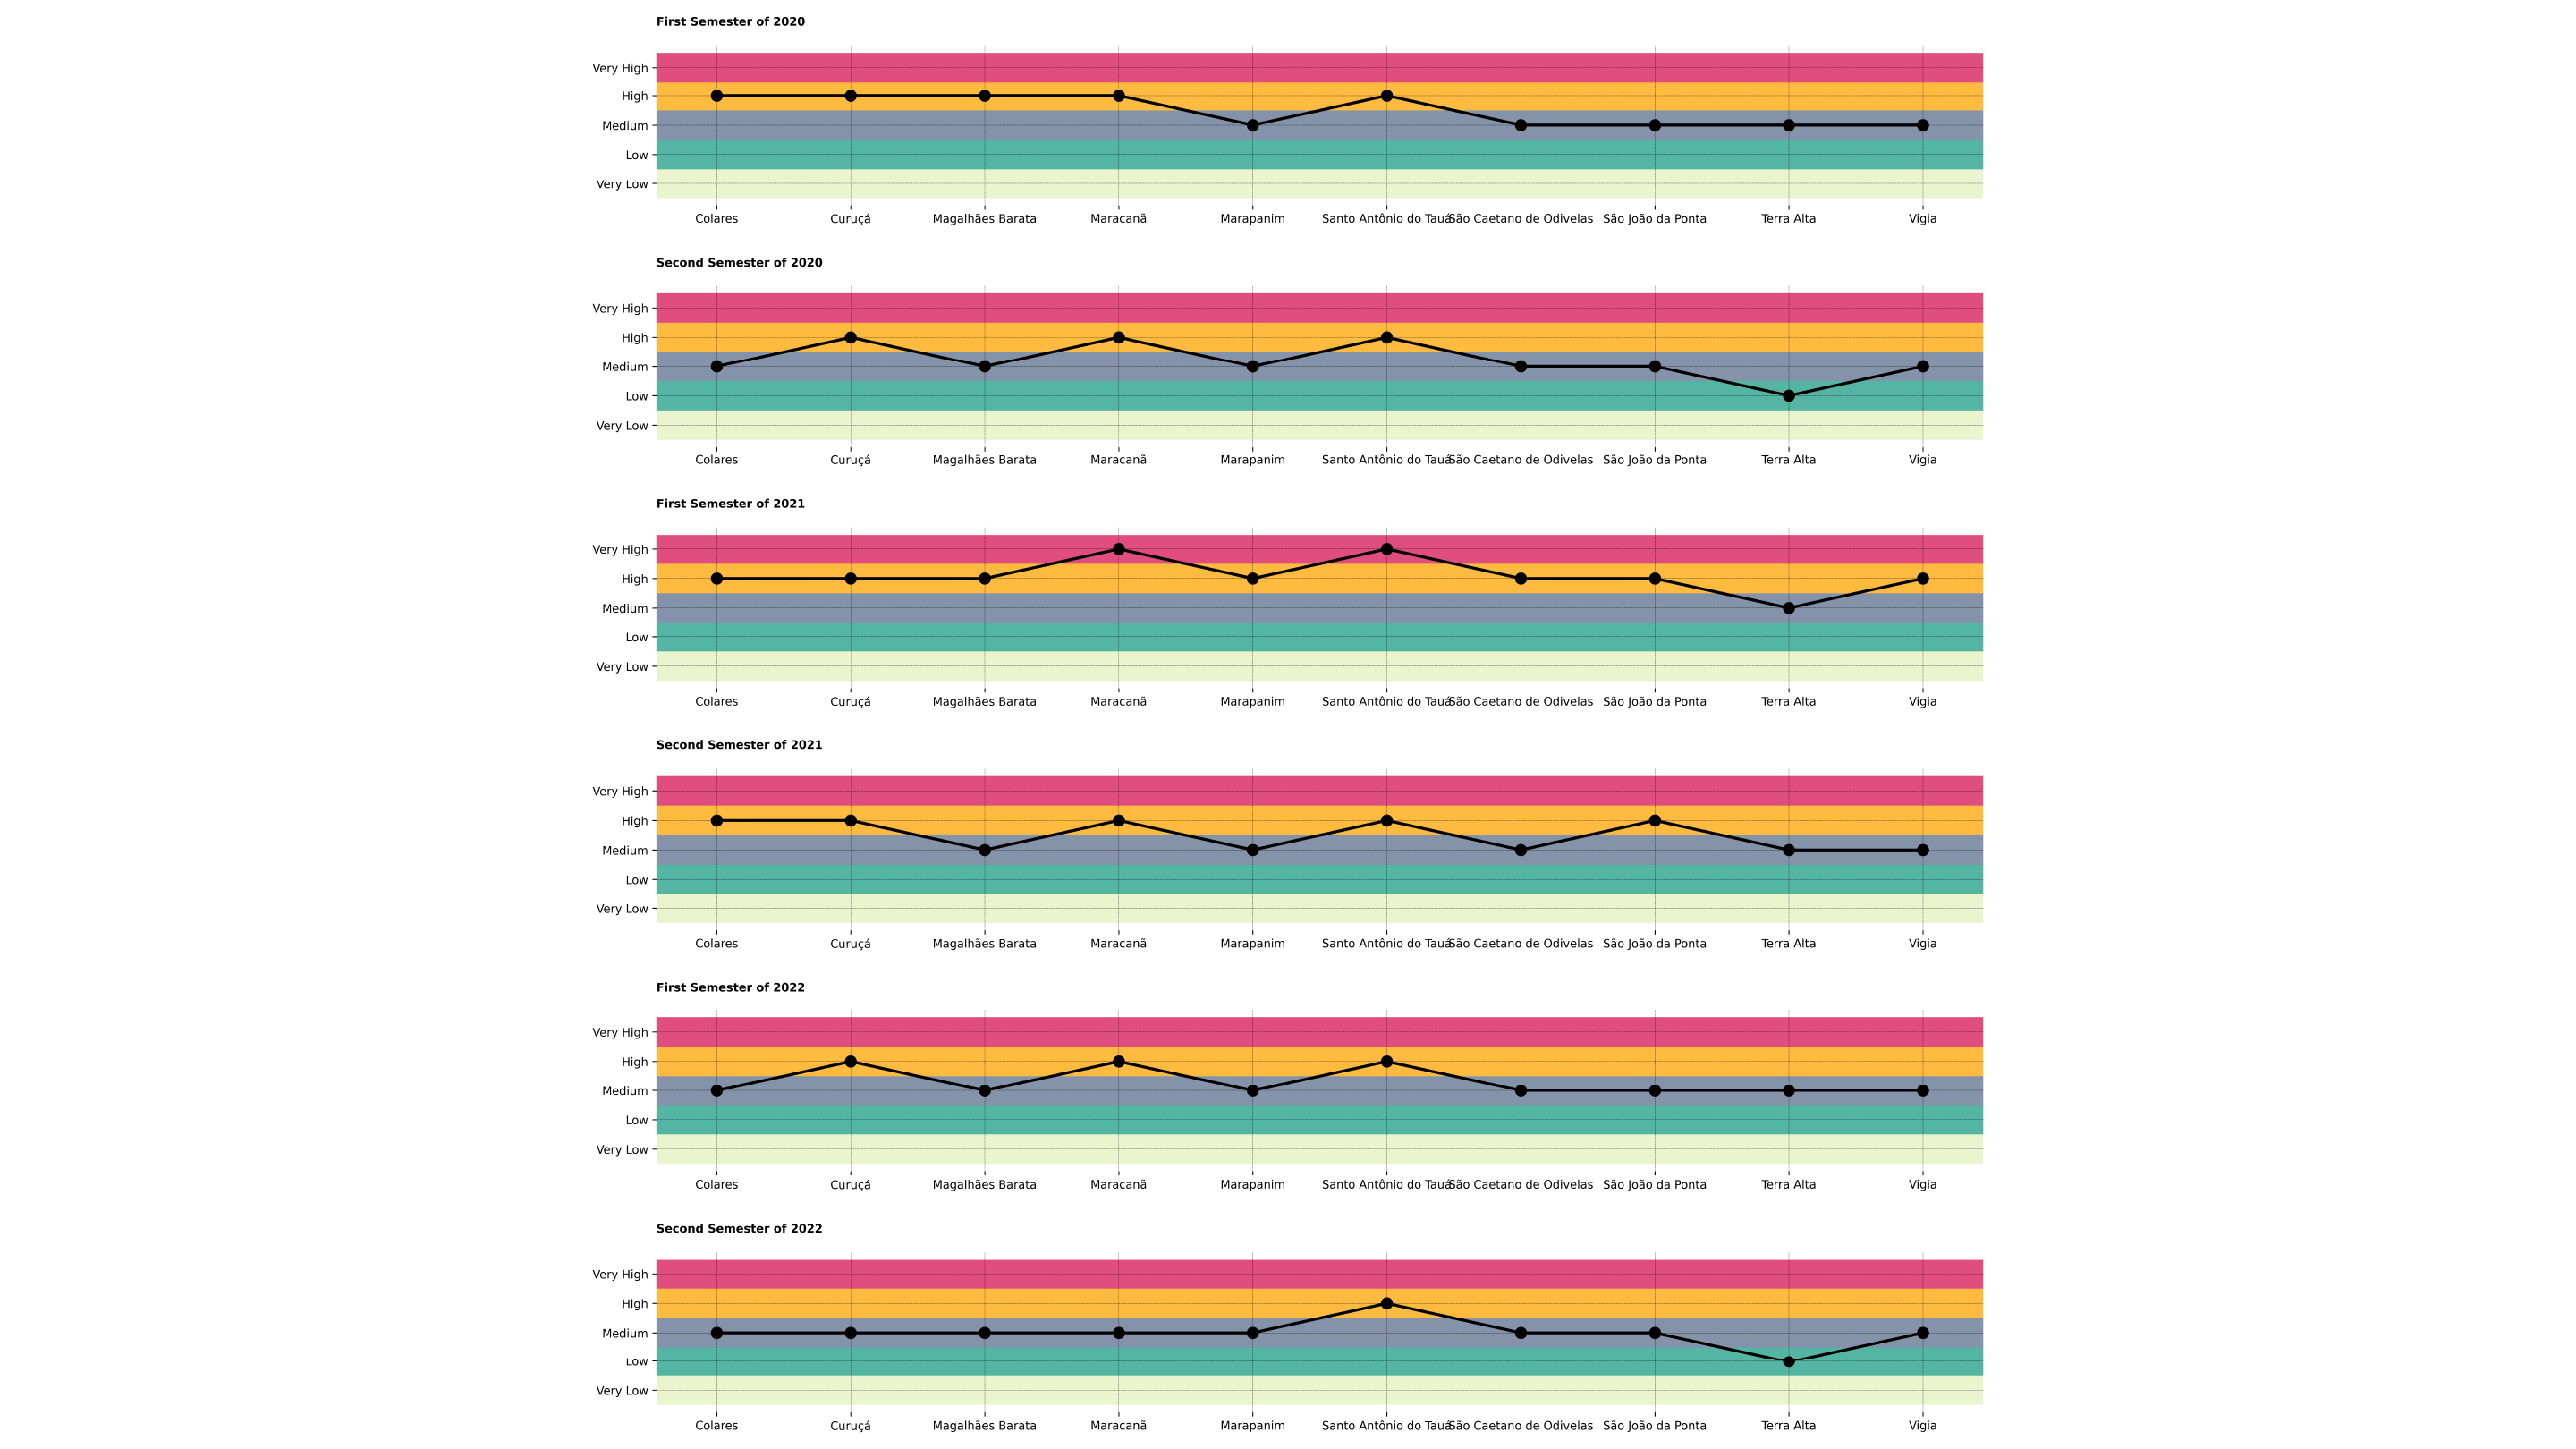 First Semester of 2020
Very High
High
Medium
Low
Very Low
Colares Curuçá Magalhães Barata Maracanã Marapanim Santo Antônio do Tauá São Caetano de Odivelas São João da Ponta Terra Alta Vigia
Second Semester of 2020
Very High
High
Medium
Low
Very Low
Colares Curuçá Magalhães Barata Maracanã Marapanim Santo Antônio do Tauá São Caetano de Odivelas São João da Ponta Terra Alta Vigia
First Semester of 2021
Very High
High
Medium
Low
Very Low
Colares Curuçá Magalhães Barata Maracanã Marapanim Santo Antônio do Tauá São Caetano de Odivelas São João da Ponta Terra Alta Vigia
Second Semester of 2021
Very High
High
Medium
Low
Very Low
Colares Curuçá Magalhães Barata Maracanã Marapanim Santo Antônio do Tauá São Caetano de Odivelas São João da Ponta Terra Alta Vigia
First Semester of 2022
Very High
High
Medium
Low
Very Low
Colares Curuçá Magalhães Barata Maracanã Marapanim Santo Antônio do Tauá São Caetano de Odivelas São João da Ponta Terra Alta Vigia
Second Semester of 2022
Very High
High
Medium
Low
Very Low
Colares Curuçá Magalhães Barata Maracanã Marapanim Santo Antônio do Tauá São Caetano de Odivelas São João da Ponta Terra Alta Vigia